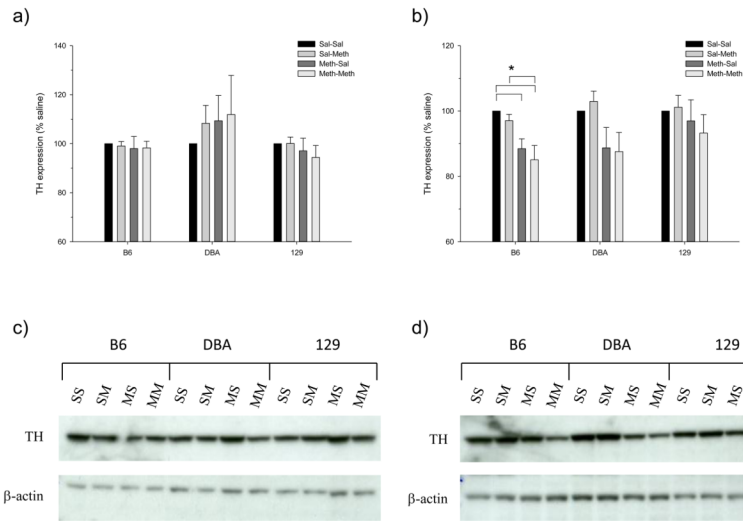 a)
140
120
100
80
60
TH expression (% saline)
Sal-Sal
Sal-Meth
Meth-Sal
Meth-Meth
B6 DBA 129
b)
120
100
80
60
TH expression (% saline)
Sal-Sal
Sal-Meth
Meth-Sal
Meth-Meth
*
B6 DBA 129
c)
B6 DBA 129
SS SM MS MM SS SM MS MM SS SM MS MM
TH
β-actin
d)
B6 DBA 129
SS SM MS MM SS SM MS MM SS SM MS
TH
β-actin